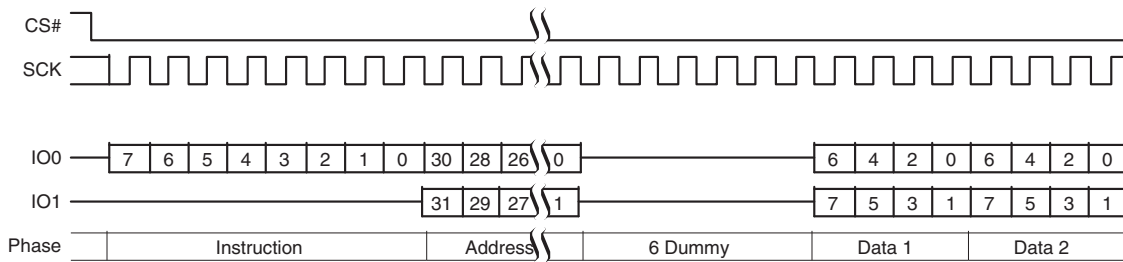 CS#
SCK
IO0 7 6 5 4 3 2 1 0 30 28 26 0 6 4 2 0 6 4 2 0
IO1 31 29 27 1 7 5 3 1 7 5 3 1
Phase Instruction Address 6 Dummy Data 1 Data 2